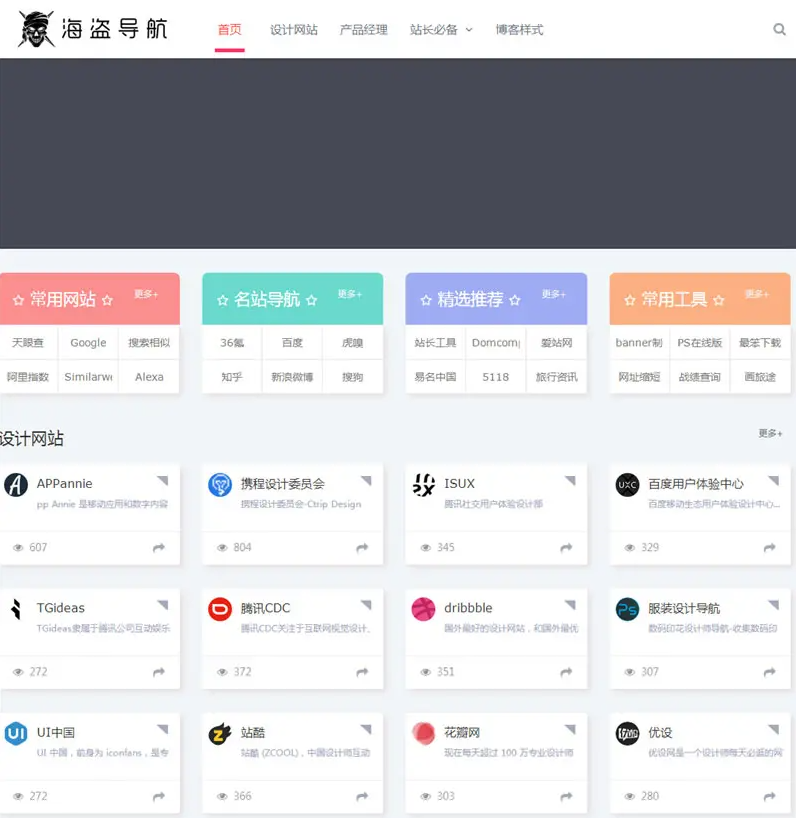 海盗导航
首页 设计网站 产品经理 站长必备 博客样式
常用网站 更多+ 名站导航 更多+ 精选推荐 更多+ 常用工具 更多+
天眼查 Google 搜索相似 36氪 百度 虎嗅 站长工具 Domcomp 爱站网 banner制 PS在线版 最笨下载
阿里指数 Similarwe Alexa 知乎 新浪微博 搜狗 易名中国 5118 旅行资讯 网址缩短 战绩查询 画旅途
设计网站 更多+
APPannie 携程设计委员会 ISUX 百度用户体验中心
pp Annie 是移动应用和数字内容 携程设计委员会-Ctrip Design 腾讯社交用户体验设计部 百度移动生态用户体验设计中心...
607 804 345 329
TGideas 腾讯CDC dribbble 服装设计导航
TGideas隶属于腾讯公司互动娱乐 腾讯CDC关注于互联网视觉设计、 国外最好的设计网站，和国外最优 数码印花设计师导航-收集数码印
272 372 351 307
UI中国 站酷 花瓣网 优设
UI 中国，前身为 iconfans，是专 站酷 (ZCOOL)，中国设计师互动 现在每天超过 100 万专业设计师 优设网是一个设计师每天必逛的网
272 366 303 280